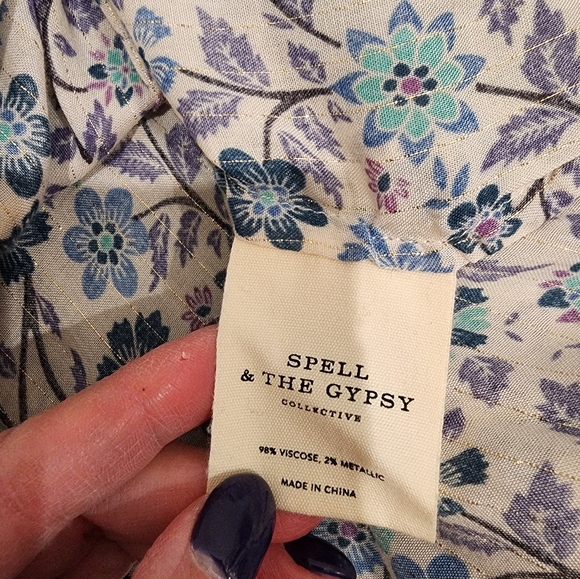 SPELL
& THE GYPSY
COLLECTIVE
98% VISCOSE, 2% METALLIC
MADE IN CHINA